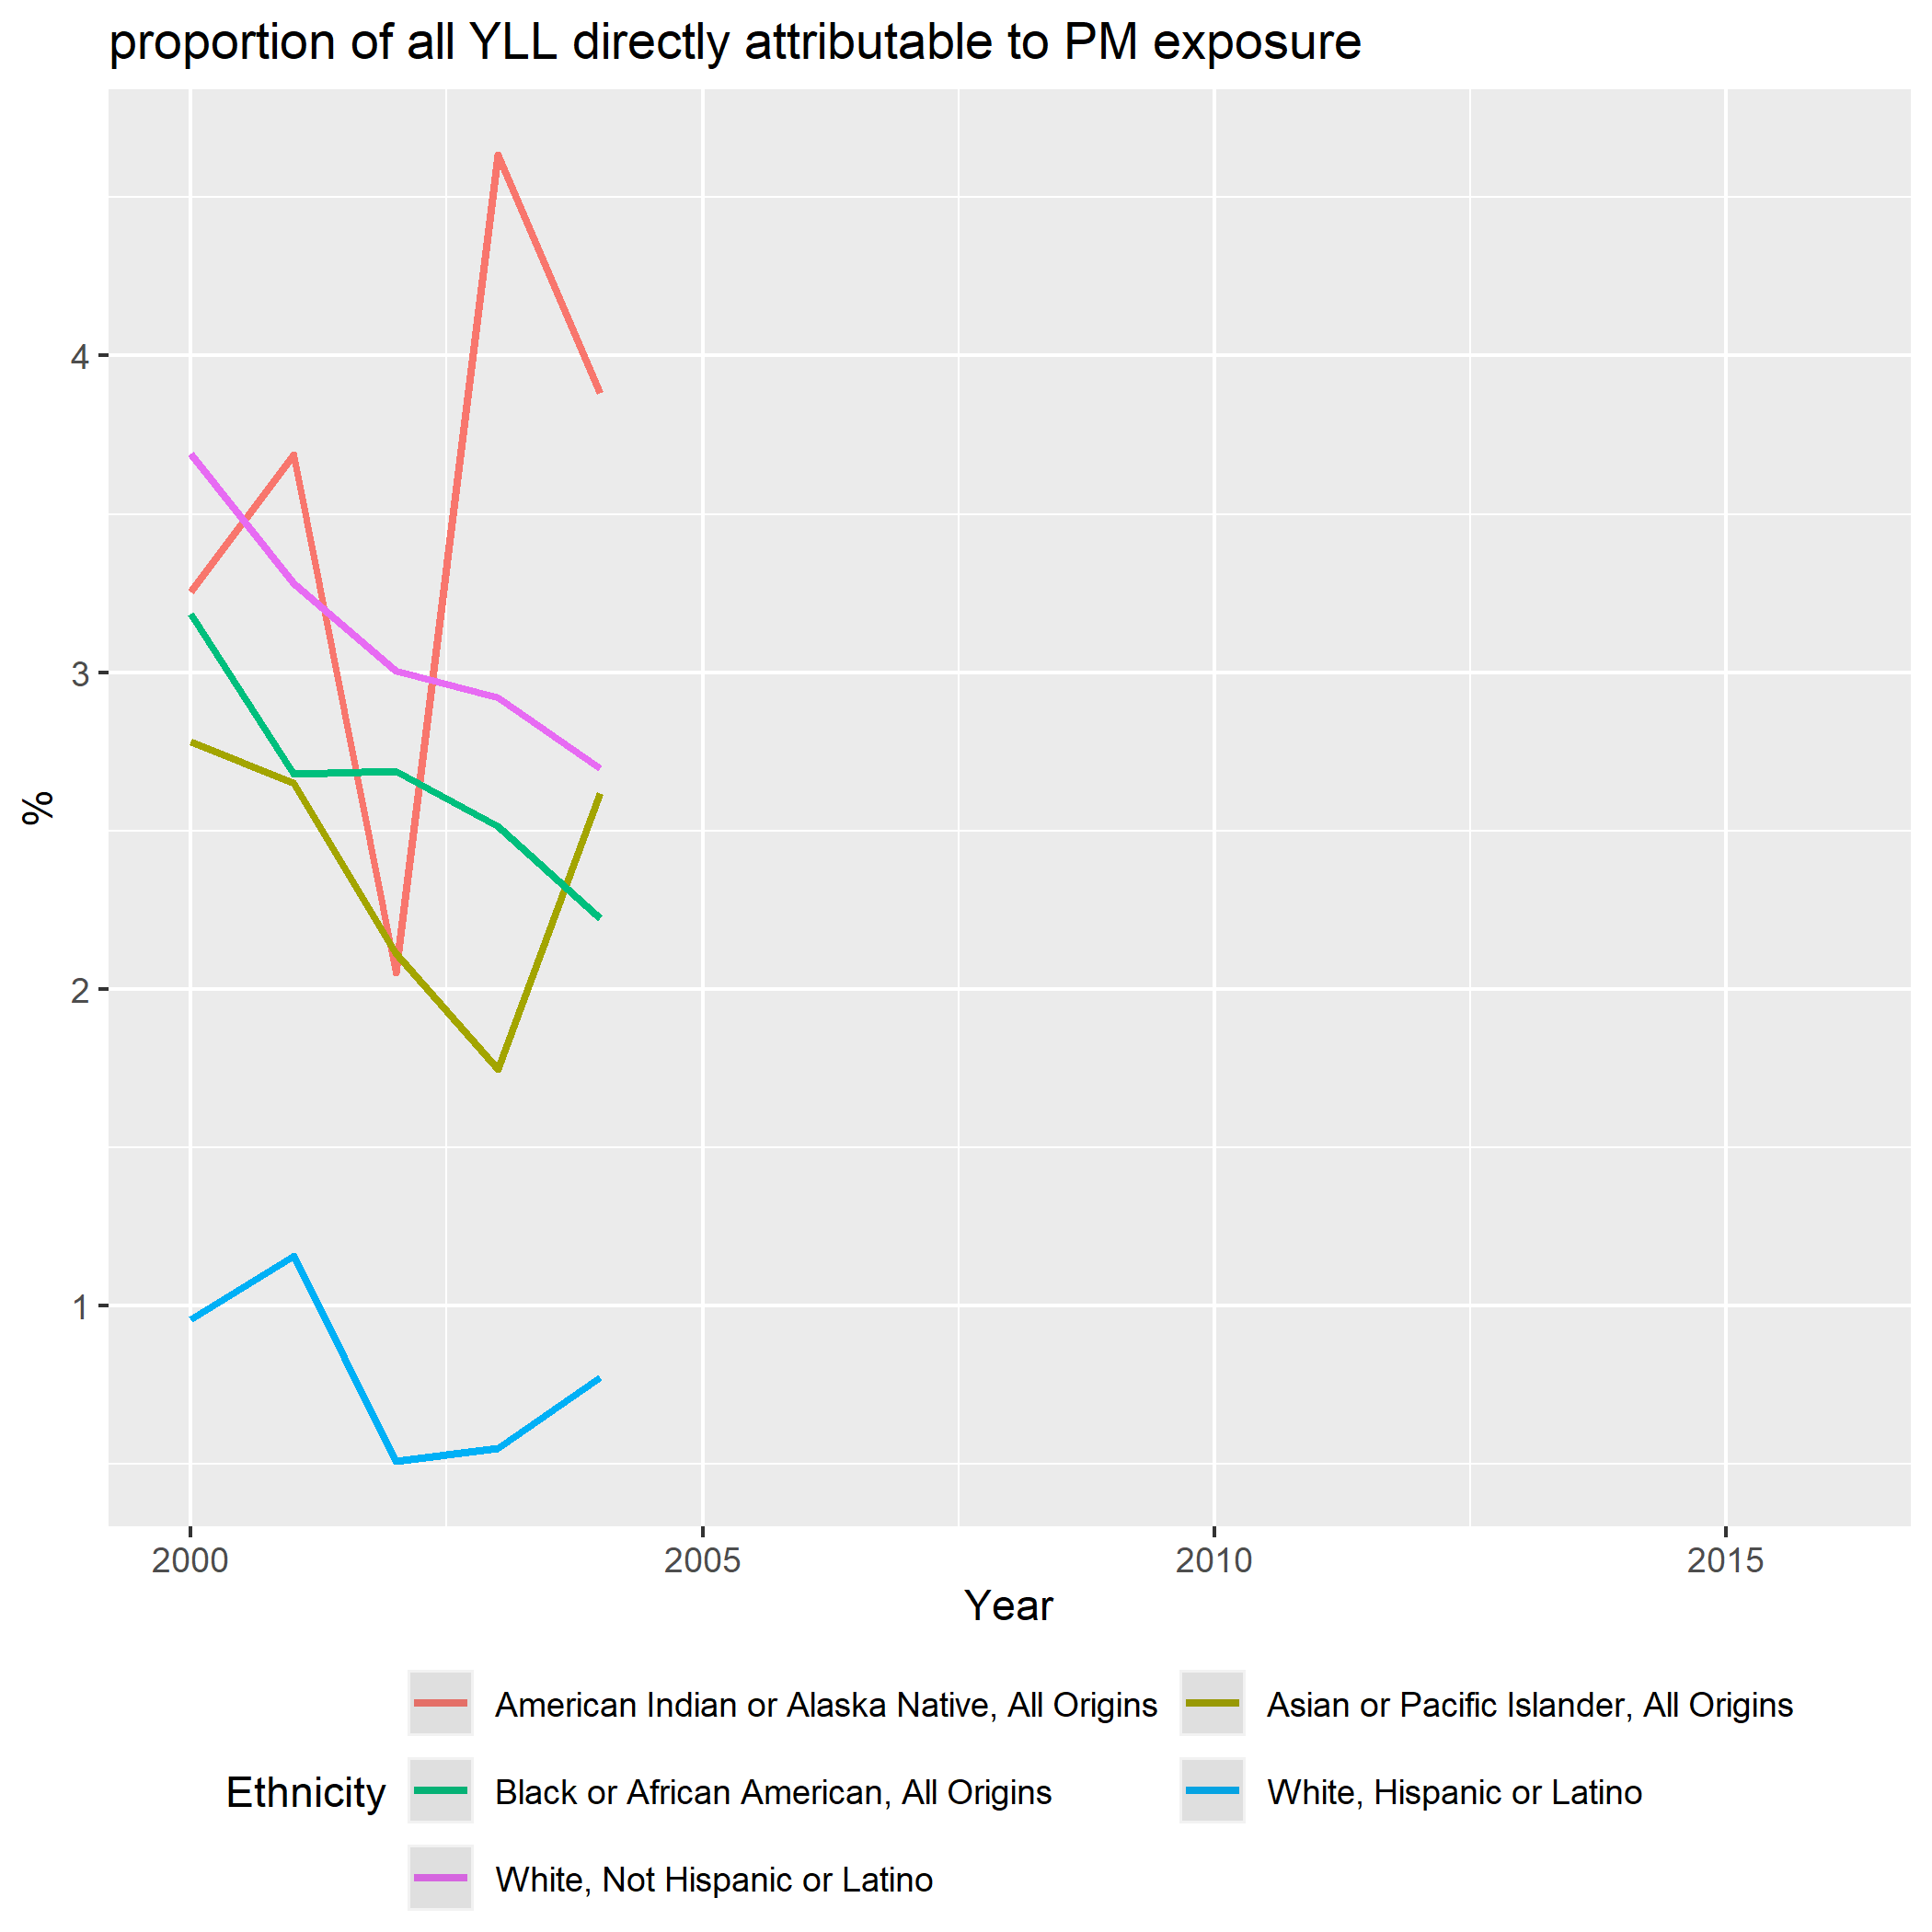 proportion of all YLL directly attributable to PM exposure
4
3
2
1
%
2000 2005 2010 2015
Year
Ethnicity
American Indian or Alaska Native, All Origins
Asian or Pacific Islander, All Origins
Black or African American, All Origins
White, Hispanic or Latino
White, Not Hispanic or Latino